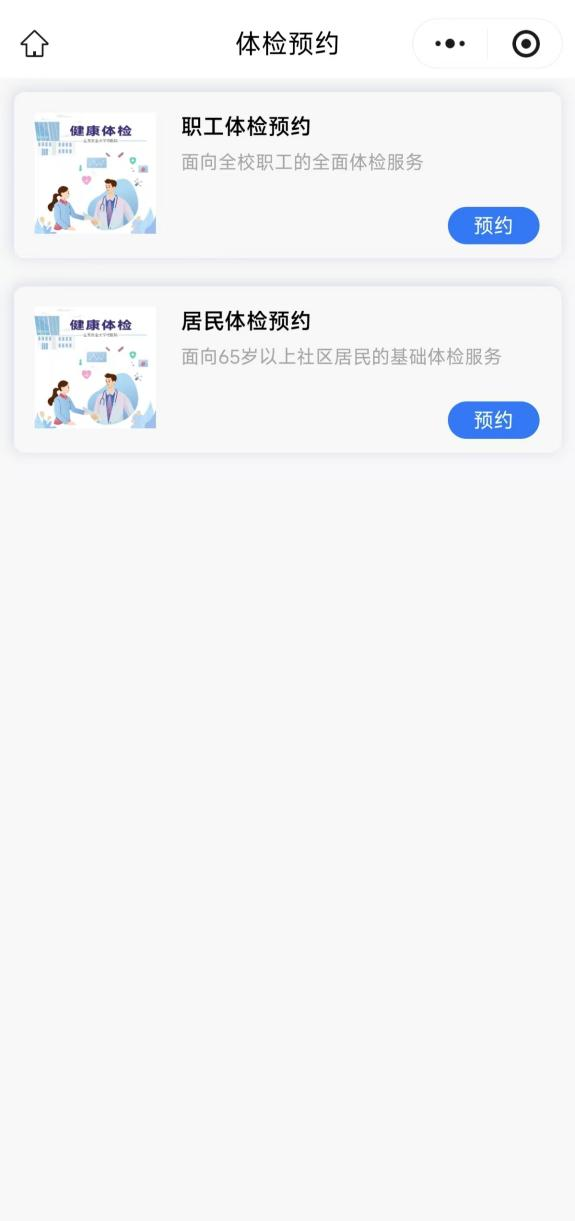 体检预约
健康体检
职工体检预约
面向全校职工的全面体检服务
预约
健康体检
居民体检预约
面向65岁以上社区居民的基础体检服务
预约